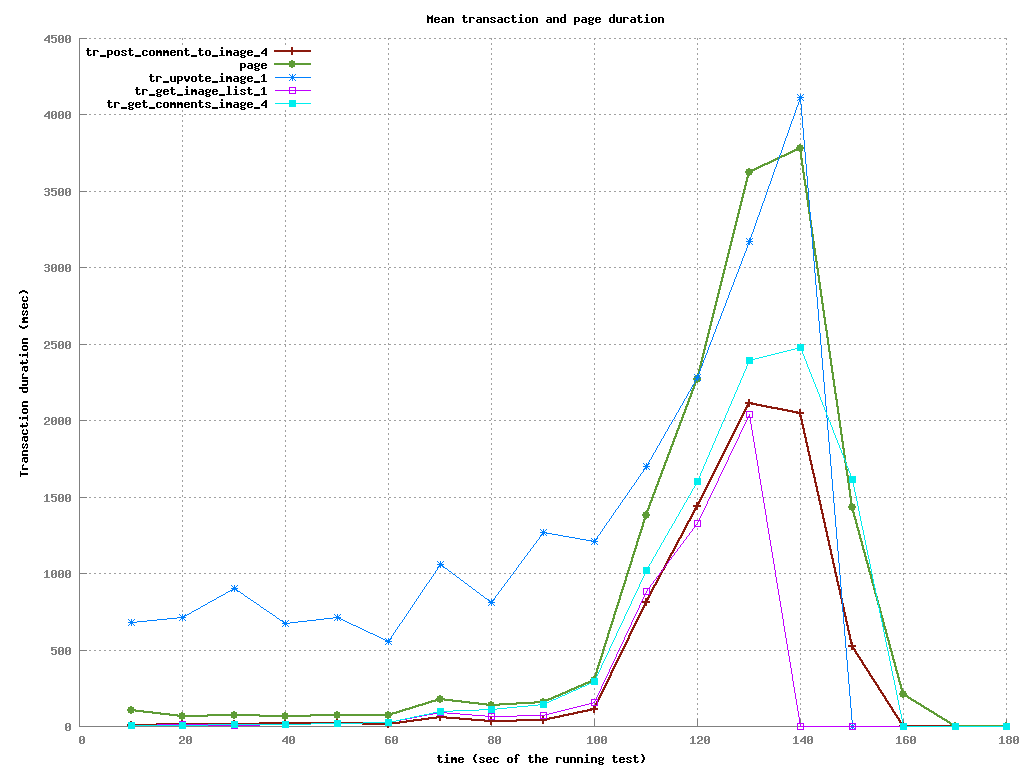 Mean transaction and page duration
tr_post_comment_to_image_4
page
tr_upvote_image_1
tr_get_image_list_1
tr_get_comments_image_4
Transaction duration (msec)
4500
4000
3500
3000
2500
2000
1500
1000
500
0
0 20 40 60 80 100 120 140 160 180
time (sec of the running test)